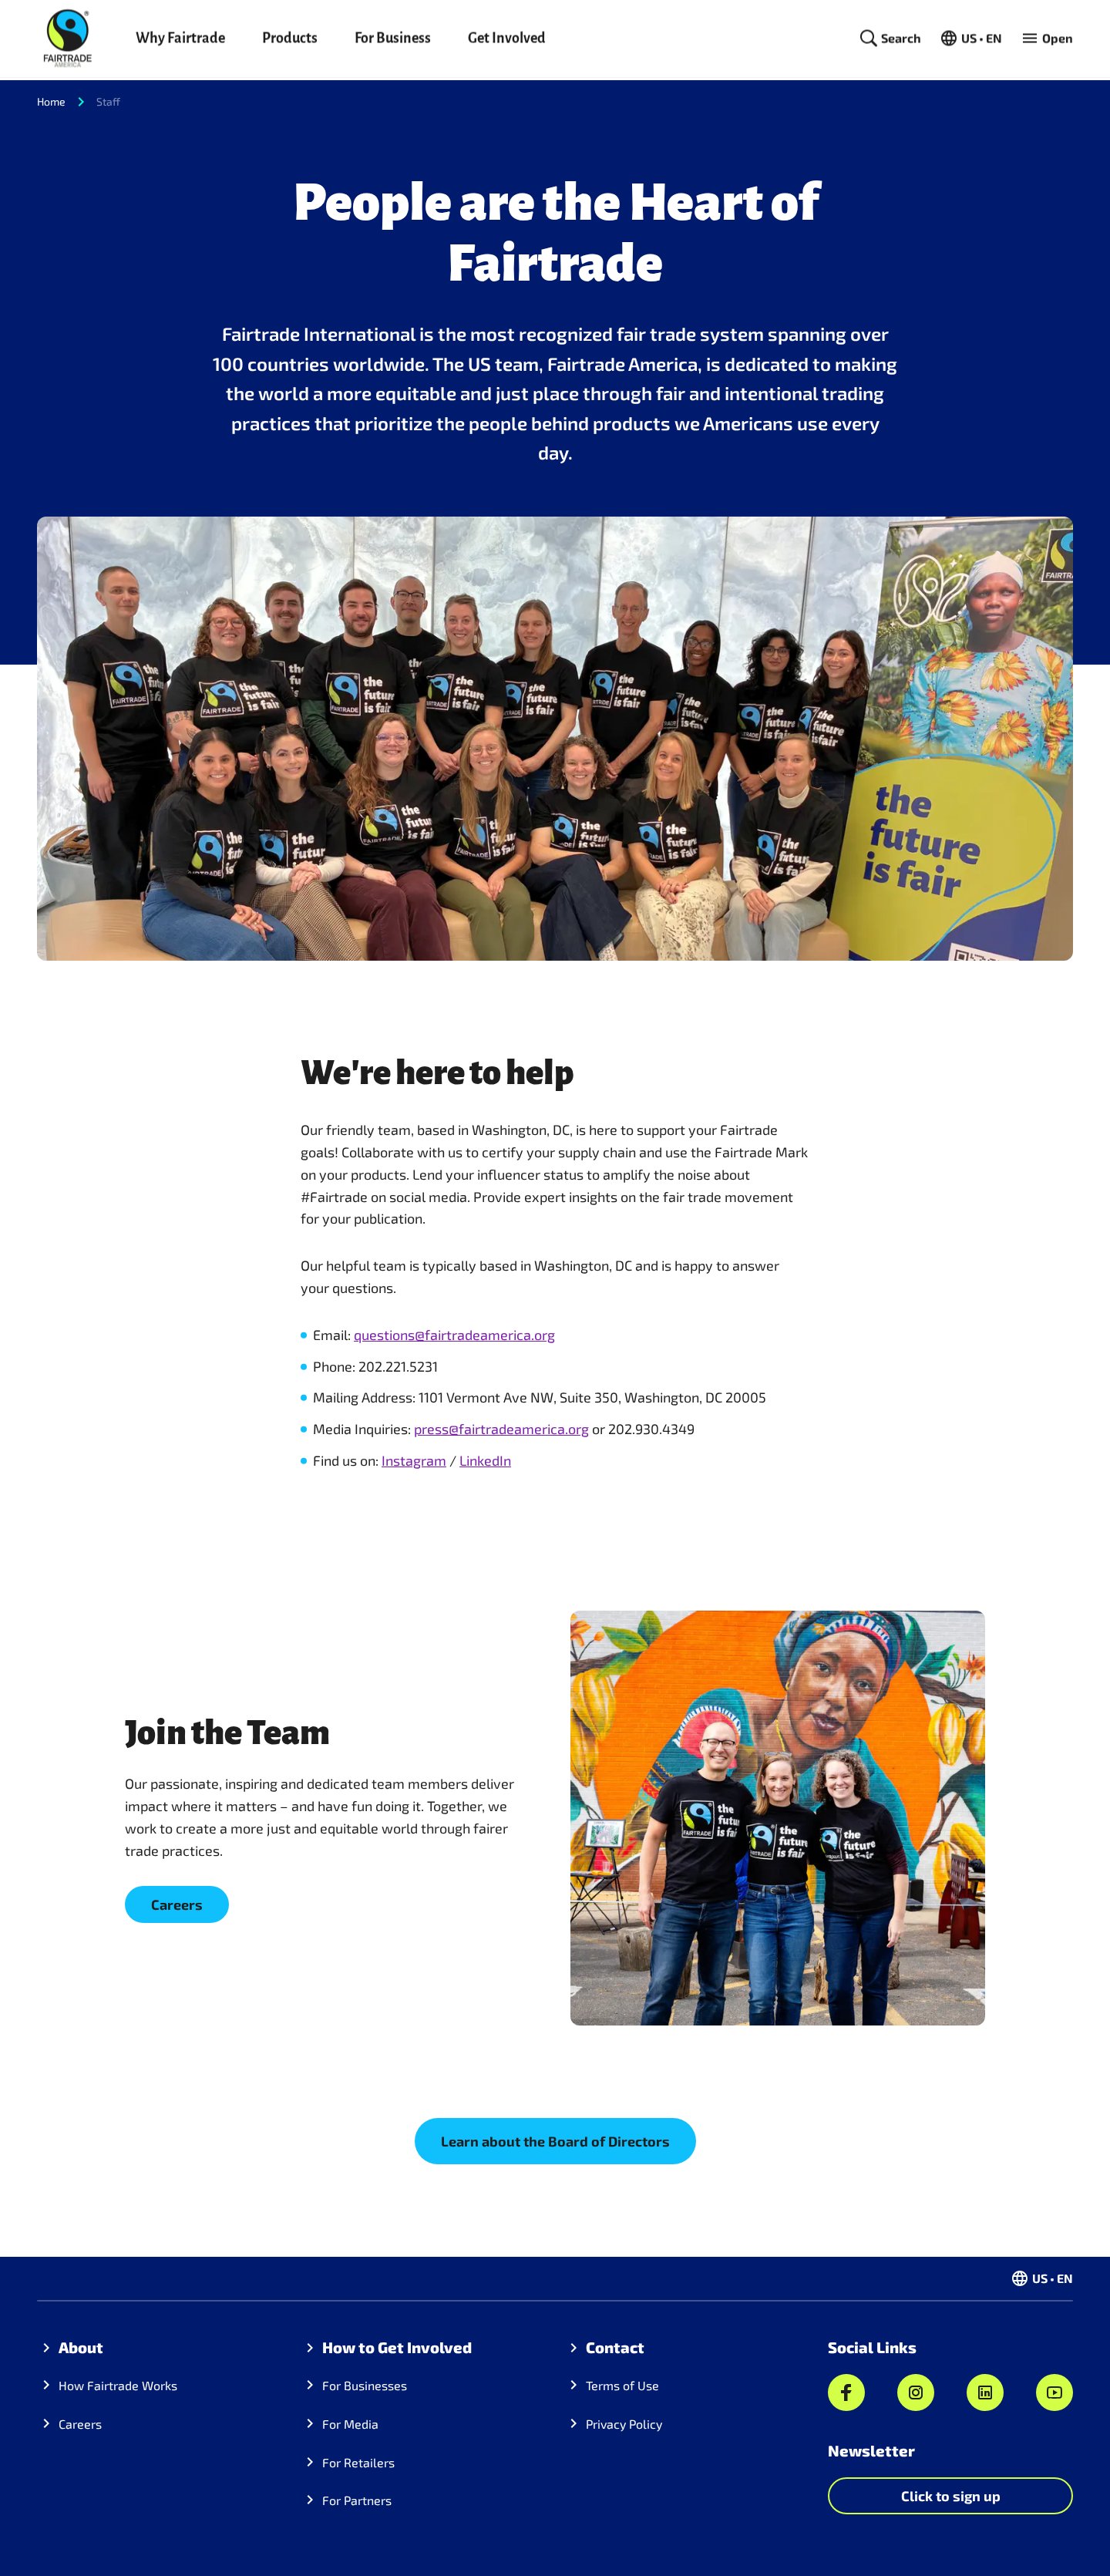 FAIRTRADE
AMERICA
Why Fairtrade
Products
For Business
Get Involved
Search
US • EN
Open
Home
Staff
People are the Heart of
Fairtrade
Fairtrade International is the most recognized fair trade system spanning over
100 countries worldwide. The US team, Fairtrade America, is dedicated to making
the world a more equitable and just place through fair and intentional trading
practices that prioritize the people behind products we Americans use every
day.
the
future
is fair
We're here to help
Our friendly team, based in Washington, DC, is here to support your Fairtrade
goals! Collaborate with us to certify your supply chain and use the Fairtrade Mark
on your products. Lend your influencer status to amplify the noise about
#Fairtrade on social media. Provide expert insights on the fair trade movement
for your publication.
Our helpful team is typically based in Washington, DC and is happy to answer
your questions.
Email: questions@fairtradeamerica.org
Phone: 202.221.5231
Mailing Address: 1101 Vermont Ave NW, Suite 350, Washington, DC 20005
Media Inquiries: press@fairtradeamerica.org or 202.930.4349
Find us on: Instagram / LinkedIn
Join the Team
Our passionate, inspiring and dedicated team members deliver
impact where it matters – and have fun doing it. Together, we
work to create a more just and equitable world through fairer
trade practices.
Careers
Learn about the Board of Directors
US • EN
About
How Fairtrade Works
Careers
How to Get Involved
For Businesses
For Media
For Retailers
For Partners
Contact
Terms of Use
Privacy Policy
Social Links
Newsletter
Click to sign up